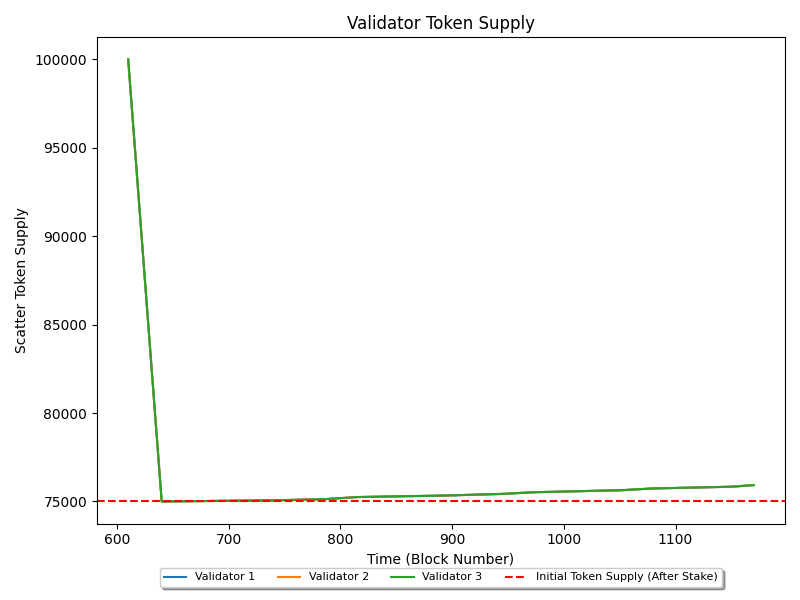 Validator Token Supply
Scatter Token Supply
100000
95000
90000
85000
80000
75000
600 700 800 900 1000 1100
Time (Block Number)
Validator 1 Validator 2 Validator 3 Initial Token Supply (After Stake)